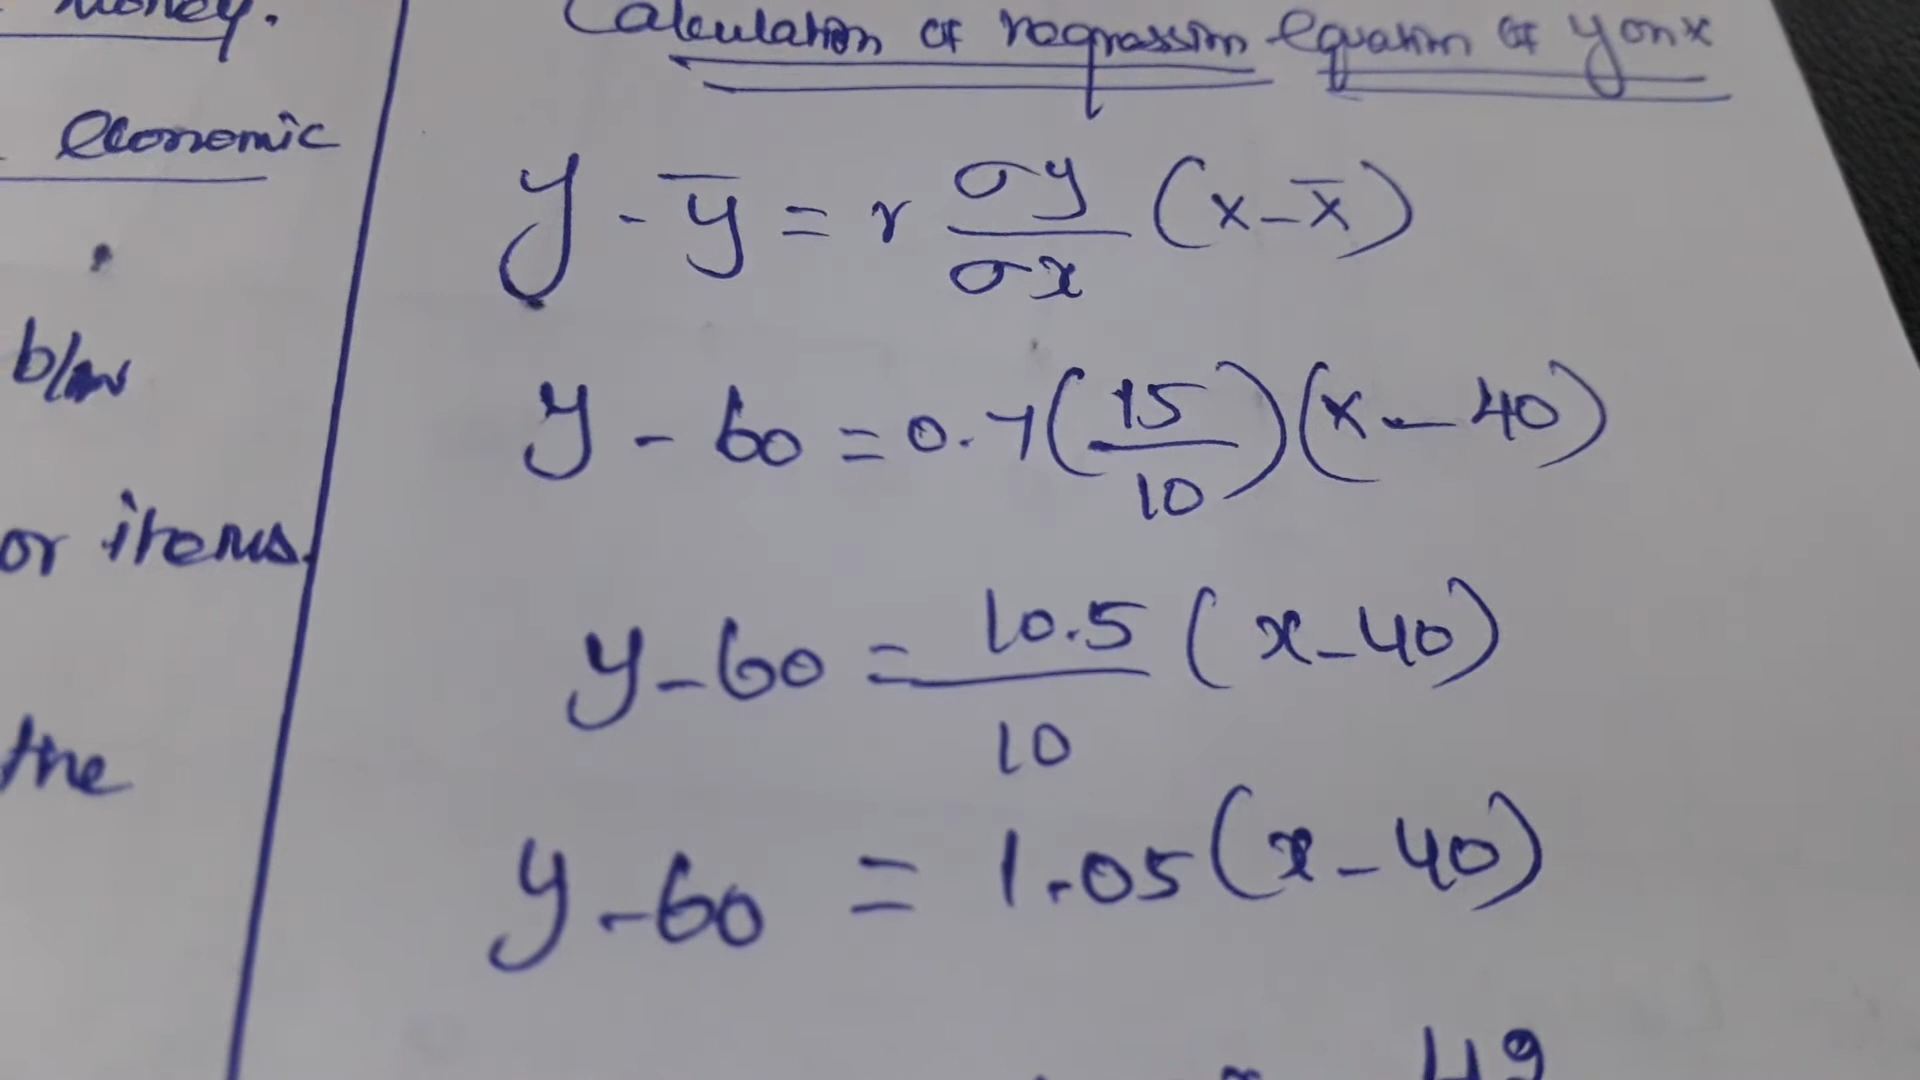 Money.
Economic
b/w
or items.
the
Calculation of regression equation of y on x
y - ȳ = r σy/σx (x - x̄)
y - 60 = 0.7 (15/10) (x - 40)
y - 60 = 10.5/10 (x - 40)
y - 60 = 1.05 (x - 40)